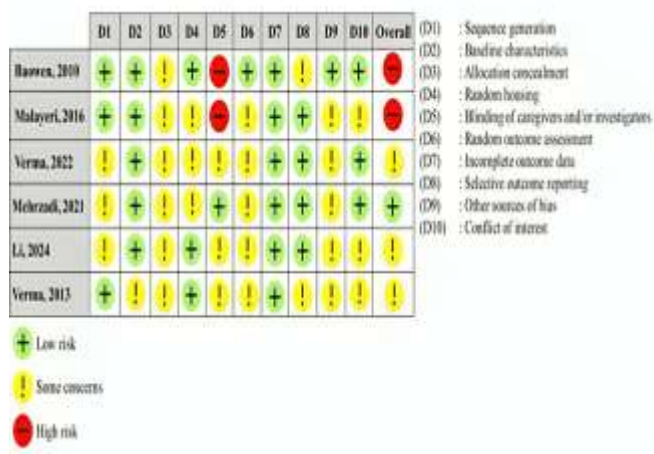 D1 D2 D3 D4 D5 D6 D7 D8 D9 D10 Overall
Baowen, 2010 + + ! + − + + ! + + −
Malayeri, 2016 + + ! ! − ! + + ! ! −
Verma, 2022 ! + ! ! ! ! + + ! + !
Mehrzadi, 2021 ! + ! ! + ! + + ! + +
Li, 2024 ! + ! + ! ! + + ! ! !
Verma, 2013 + ! ! + ! ! + ! ! ! !
(D1) : Sequence generation
(D2) : Baseline characteristics
(D3) : Allocation concealment
(D4) : Random housing
(D5) : Blinding of caregivers and/or investigators
(D6) : Random outcome assessment
(D7) : Incomplete outcome data
(D8) : Selective outcome reporting
(D9) : Other sources of bias
(D10) : Conflict of interest
+ Low risk
! Some concerns
− High risk